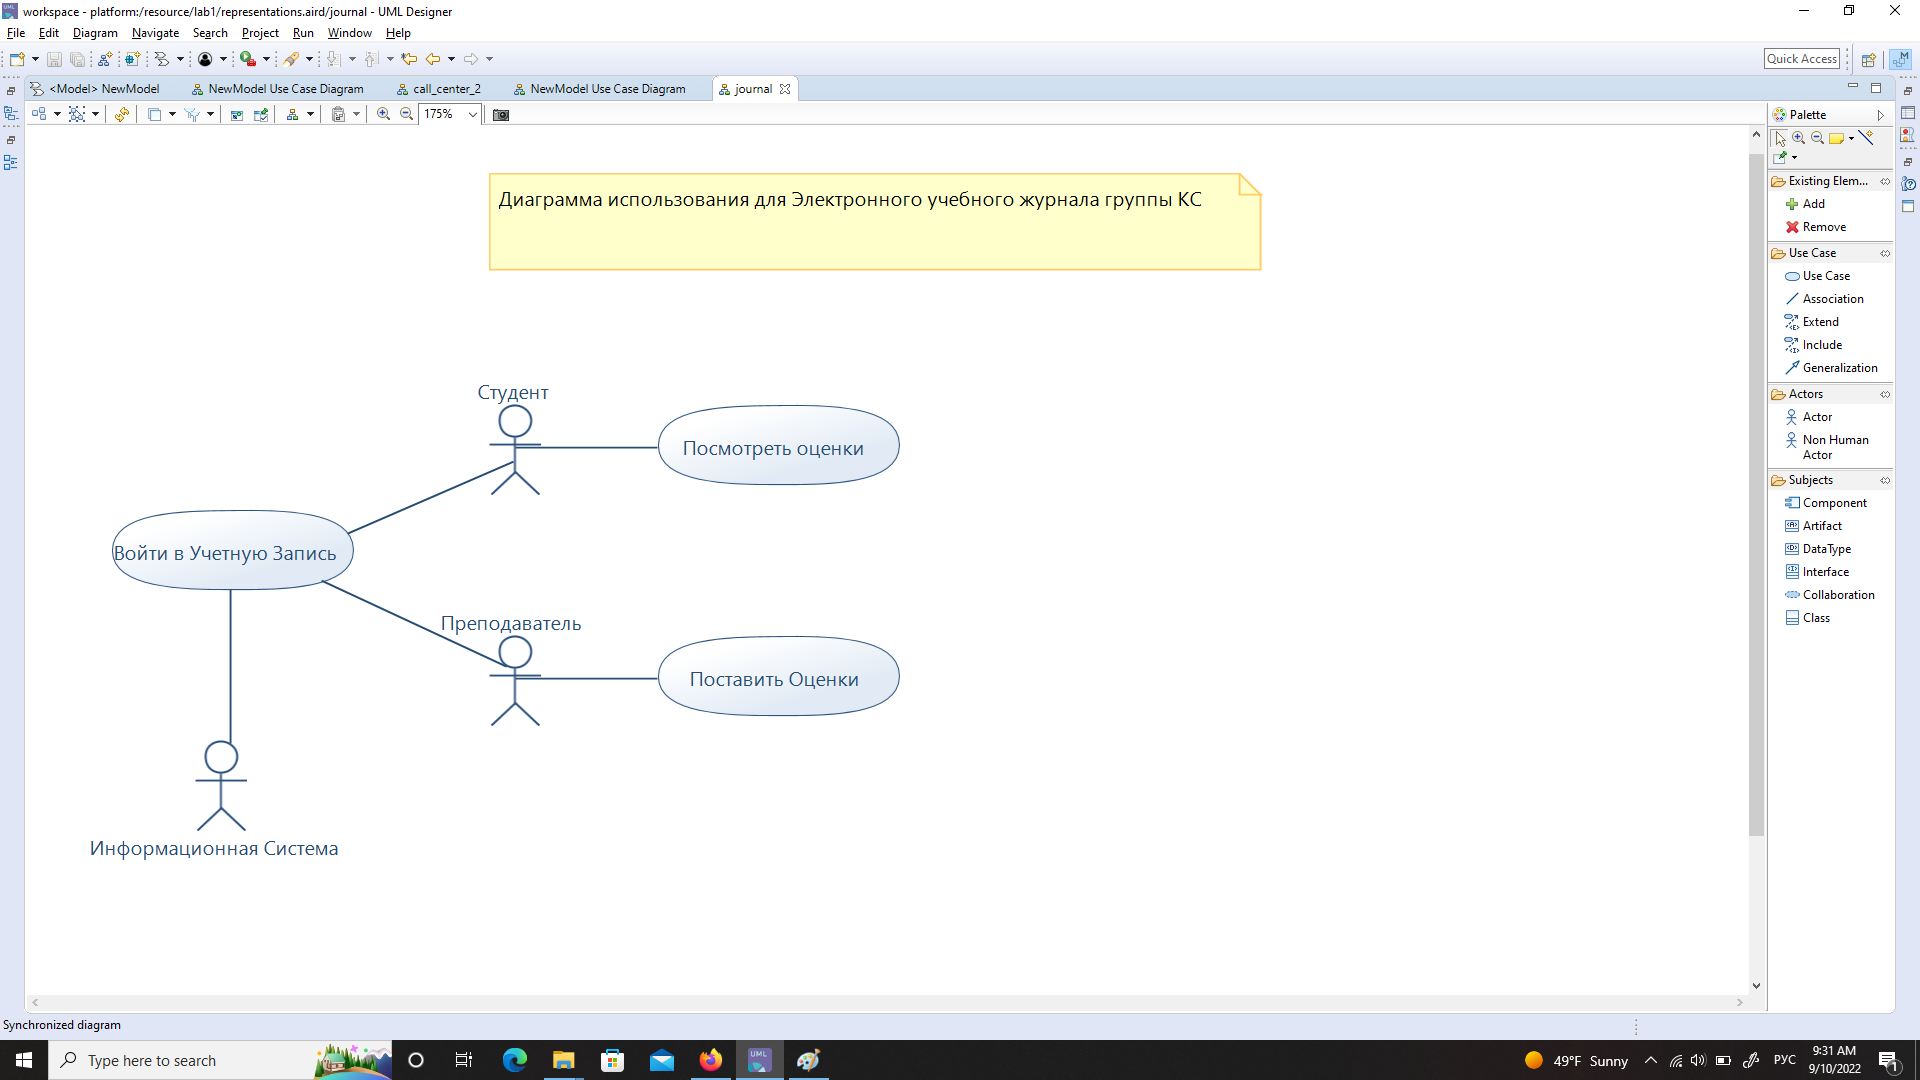 workspace - platform:/resource/lab1/representations.aird/journal - UML Designer
File Edit Diagram Navigate Search Project Run Window Help
Quick Access
<Model> NewModel NewModel Use Case Diagram call_center_2 NewModel Use Case Diagram journal
175%
Palette
Диаграмма использования для Электронного учебного журнала группы КС
Existing Elem...
Add
Remove
Use Case
Use Case
Association
Extend
Include
Generalization
Actors
Actor
Non Human
Actor
Subjects
Component
Artifact
DataType
Interface
Collaboration
Class
Студент
Посмотреть оценки
Войти в Учетную Запись
Преподаватель
Поставить Оценки
Информационная Система
Synchronized diagram
Type here to search
UML
49°F Sunny
РУС
9:31 AM
9/10/2022
1